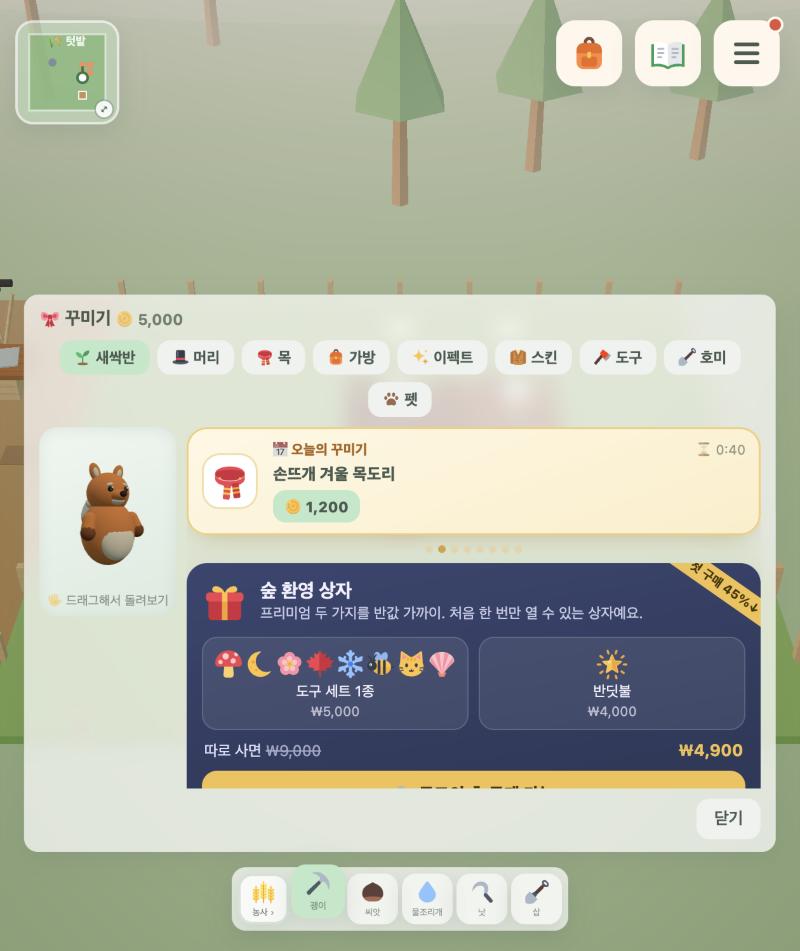 텃밭
꾸미기 5,000
새싹반 머리 목 가방 이펙트 스킨 도구 호미
펫
오늘의 꾸미기 0:40
손뜨개 겨울 목도리
1,200
드래그해서 돌려보기
숲 환영 상자
첫 구매 45%↓
프리미엄 두 가지를 반값 가까이. 처음 한 번만 열 수 있는 상자예요.
도구 세트 1종 반딧불
₩5,000 ₩4,000
따로 사면 ₩9,000 ₩4,900
닫기
농사 › 괭이 씨앗 물조리개 낫 삽